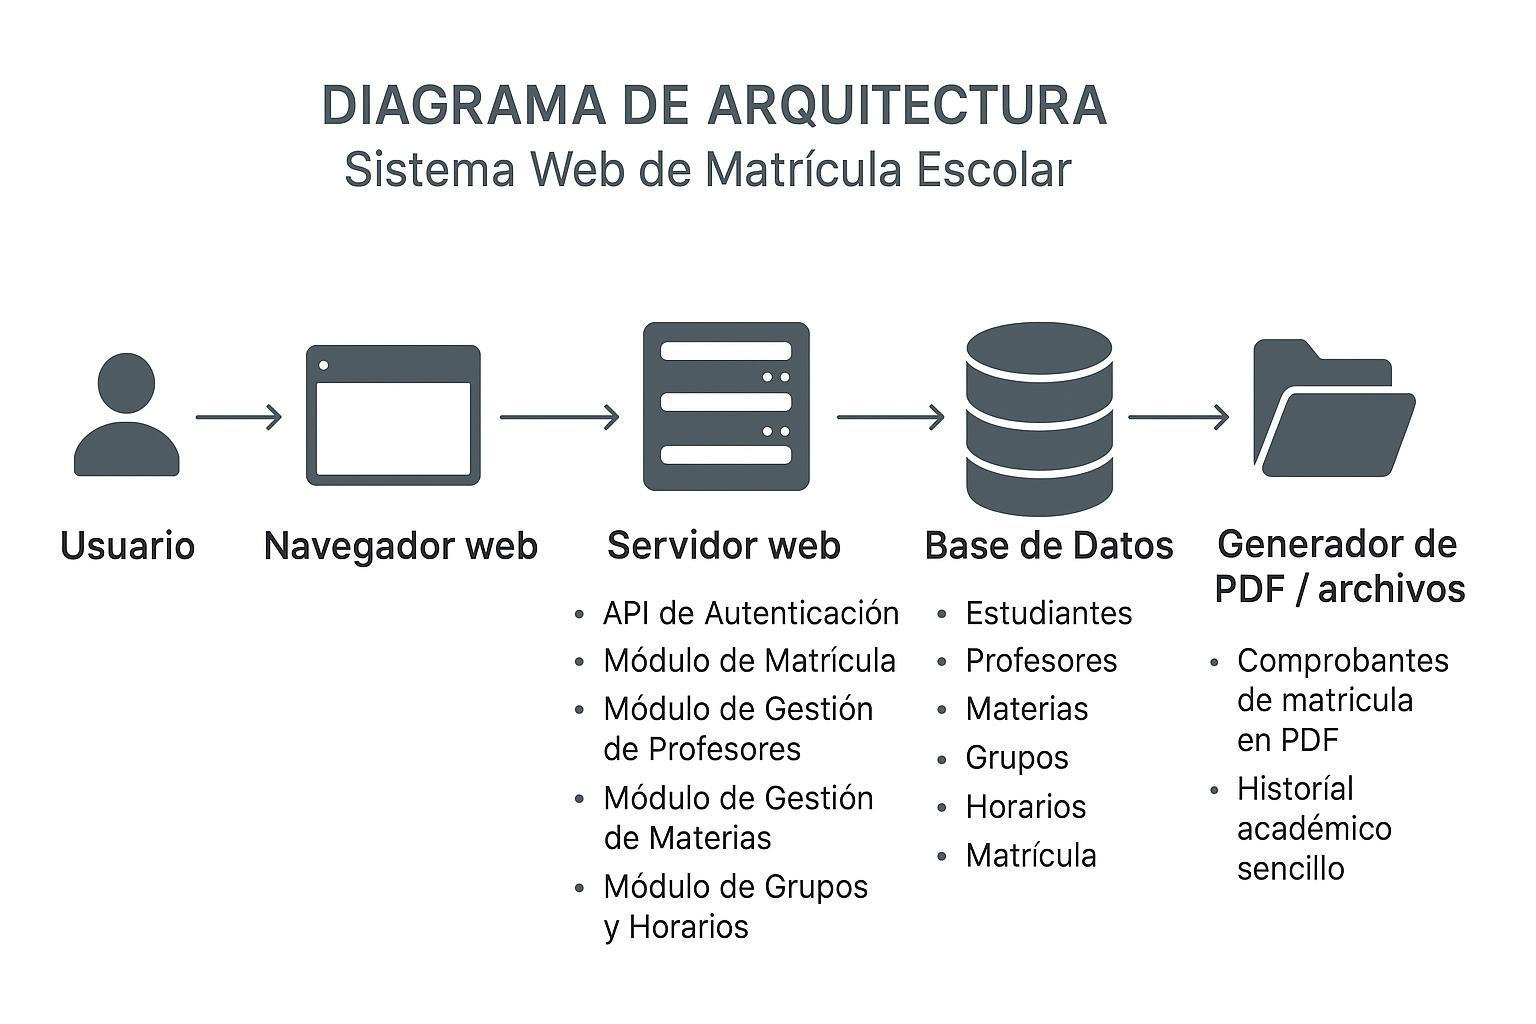 DIAGRAMA DE ARQUITECTURA
Sistema Web de Matrícula Escolar
Usuario
Navegador web
Servidor web
• API de Autenticación
• Módulo de Matrícula
• Módulo de Gestión
de Profesores
• Módulo de Gestión
de Materias
• Módulo de Grupos
y Horarios
Base de Datos
• Estudiantes
• Profesores
• Materias
• Grupos
• Horarios
• Matrícula
Generador de
PDF / archivos
• Comprobantes
de matricula
en PDF
• Historíal
académico
sencillo